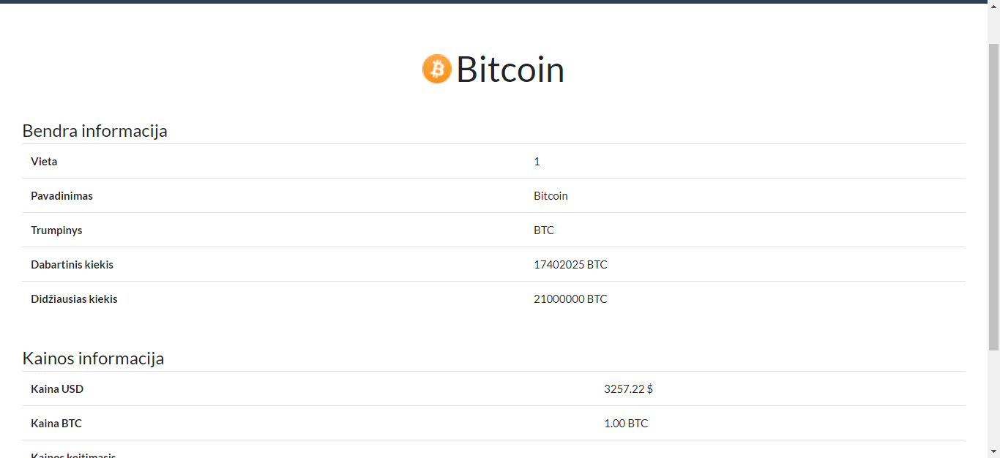 Bitcoin
Bendra informacija
Vieta 1
Pavadinimas Bitcoin
Trumpinys BTC
Dabartinis kiekis 17402025 BTC
Didžiausias kiekis 21000000 BTC
Kainos informacija
Kaina USD 3257.22 $
Kaina BTC 1.00 BTC
Kainos keitimasis